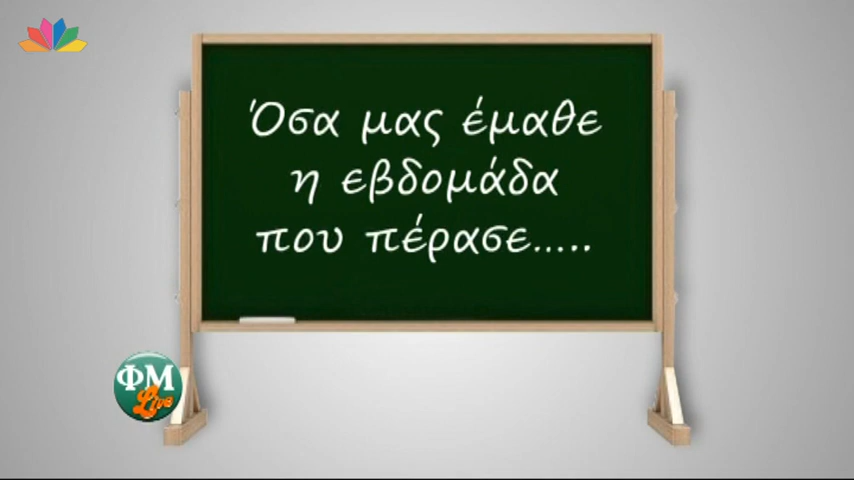 Όσα μας έμαθε
η εβδομάδα
που πέρασε.....
ΦΜ
Live